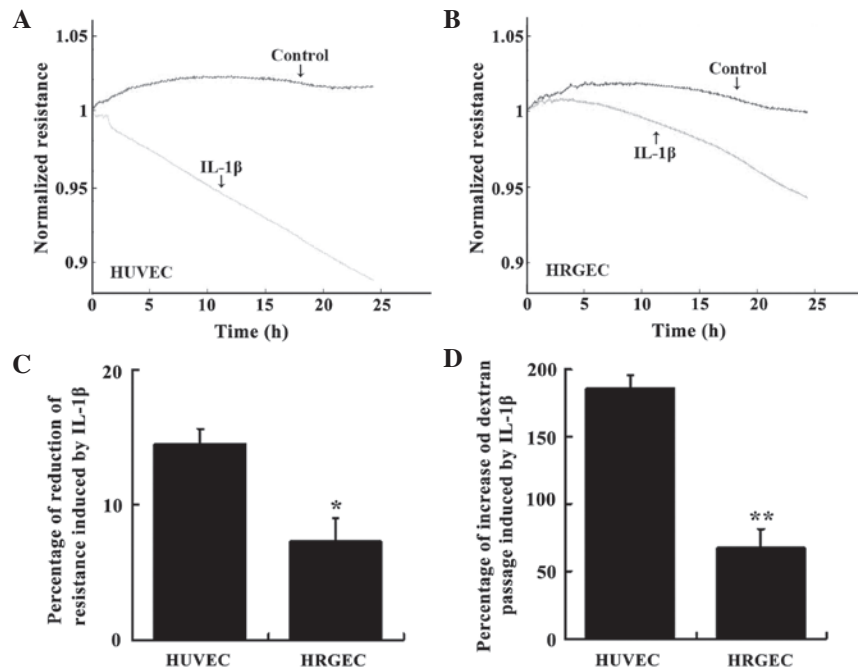 A
1.05
1
0.95
0.9
Normalized resistance
Control
↓
IL-1β
↓
HUVEC
0
5
10
15
20
25
Time (h)
B
1.05
1
0.95
0.9
Normalized resistance
Control
↓
↑
IL-1β
HRGEC
0
5
10
15
20
25
Time (h)
C
20
10
0
Percentage of reduction of
resistance induced by IL-1β
*
HUVEC
HRGEC
D
200
150
100
50
0
Percentage of increase od dextran
passage induced by IL-1β
**
HUVEC
HRGEC